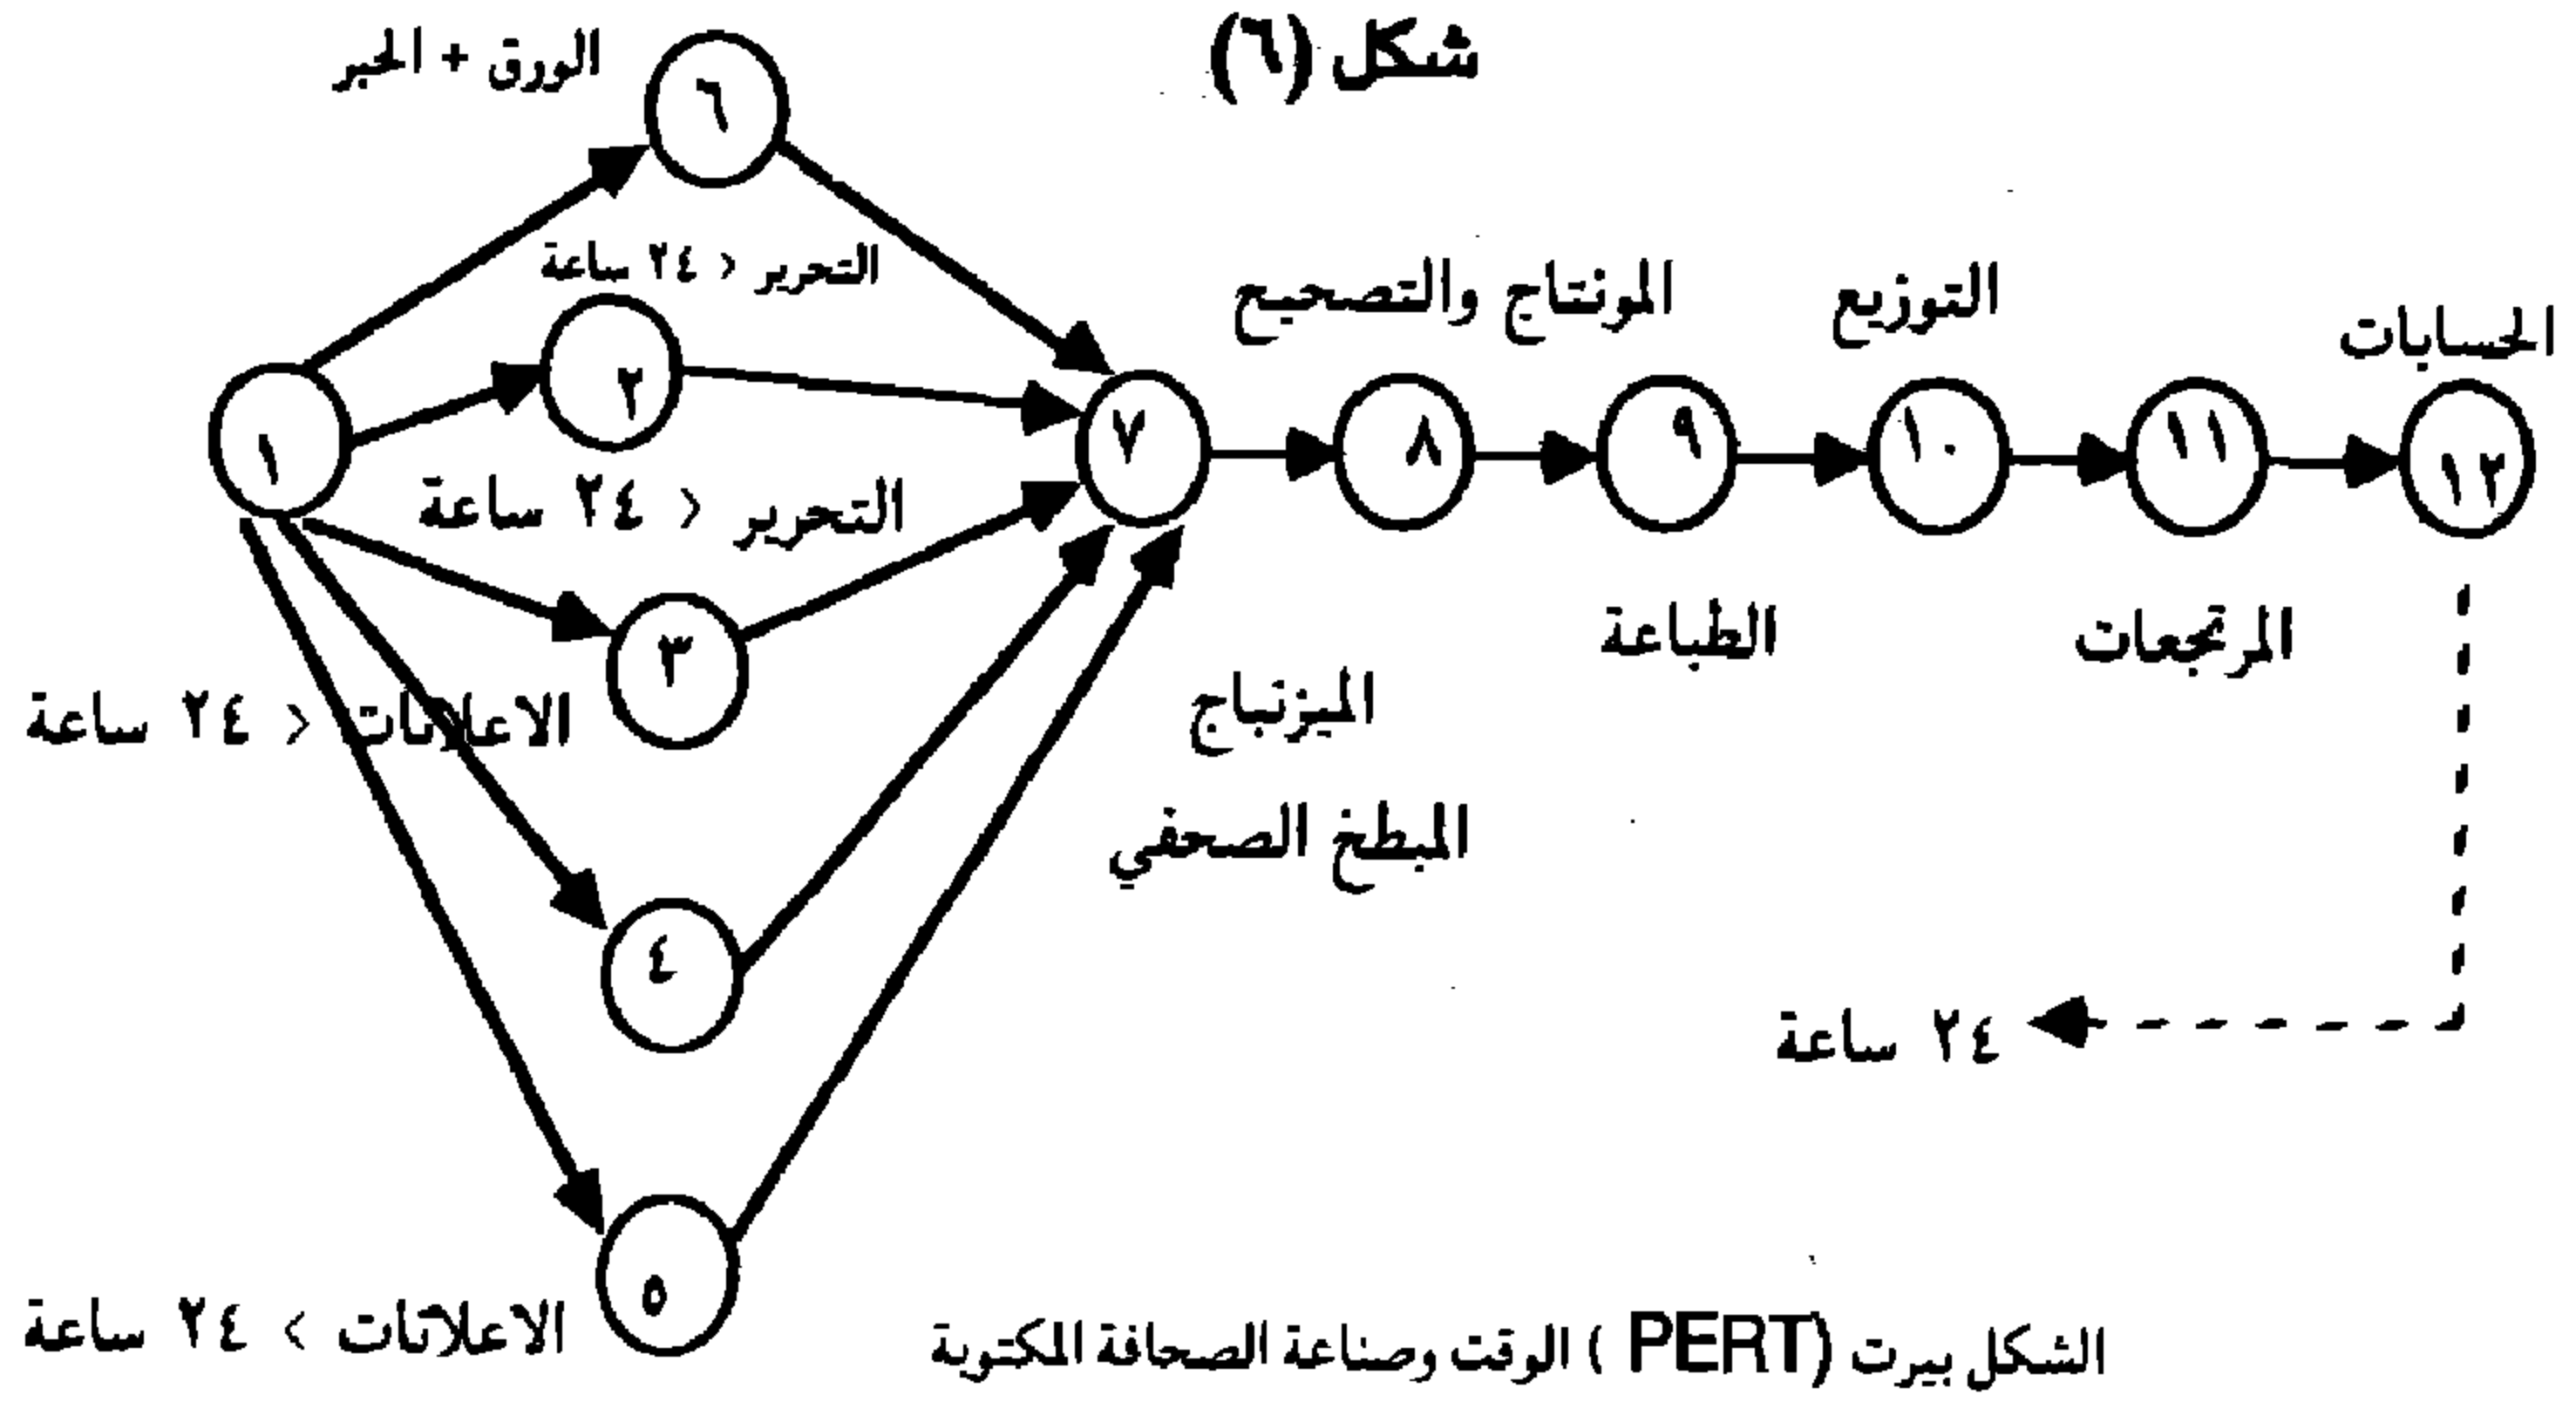 شكل (٦)
الورق + الحبر
٦
التحرير < ٢٤ ساعة
المونتاج والتصحيح
التوزيع
الحسابات
١
٢
٧
٨
٩
١٠
١١
١٢
التحرير < ٢٤ ساعة
٣
الطباعة
المرتجعات
الاعلانات < ٢٤ ساعة
الميزنباج
المبطخ الصحفي
٤
٢٤ ساعة
٥
الاعلانات > ٢٤ ساعة
الشكل بيرت (PERT ) الوقت وصناعة الصحافة المكتوبة